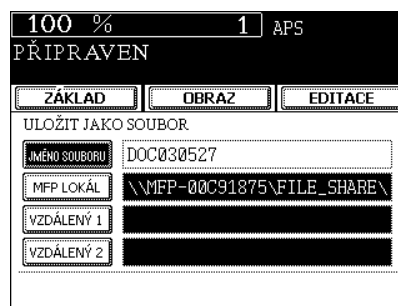 100 % 1 APS
PŘIPRAVEN
ZÁKLAD OBRAZ EDITACE
ULOŽIT JAKO SOUBOR
JMÉNO SOUBORU DOC030527
MFP LOKÁL \\MFP-00C91875\FILE_SHARE\
VZDÁLENÝ 1
VZDÁLENÝ 2